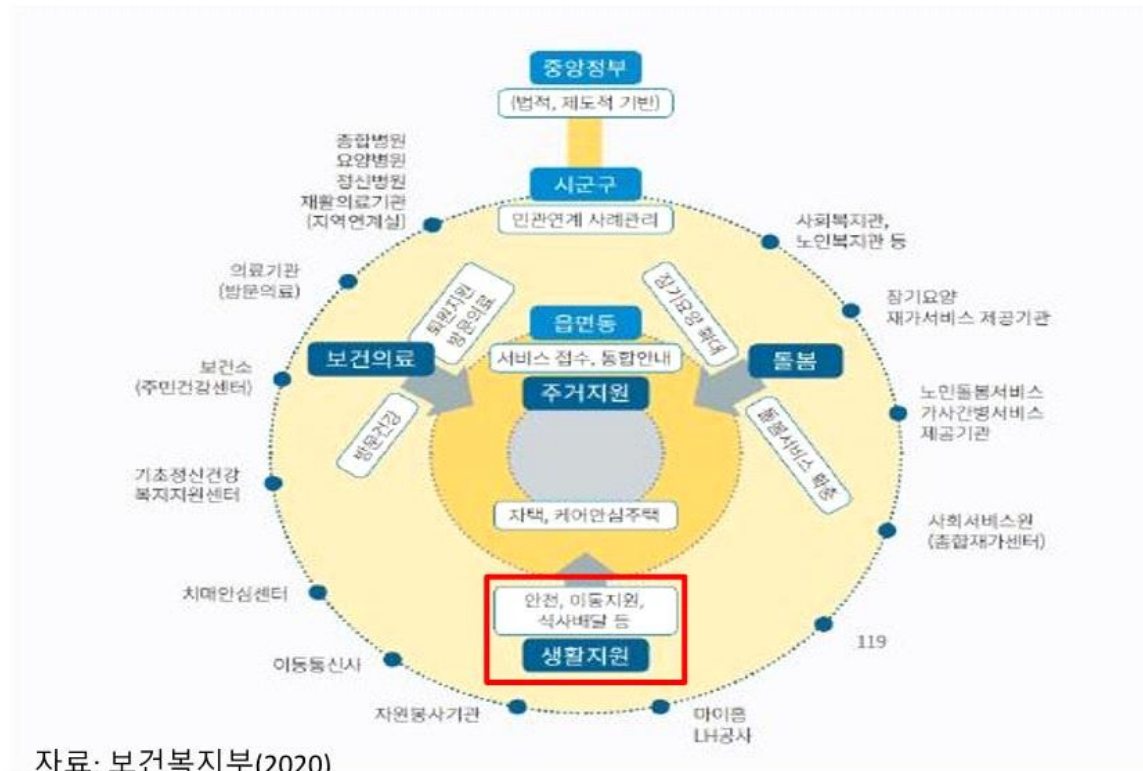 중앙정부
(법적, 제도적 기반)
시군구
민관연계 사례관리
종합병원
요양병원
정신병원
재활의료기관
(지역연계실)
사회복지관,
노인복지관 등
의료기관
(방문의료)
장기요양
재가서비스 제공기관
퇴원지원
방문의료
장기요양 확대
읍면동
서비스 접수, 통합안내
보건의료
돌봄
주거지원
보건소
(주민건강센터)
노인돌봄서비스
가사간병서비스
제공기관
방문건강
돌봄서비스 확충
기초정신건강
복지지원센터
자택, 케어안심주택
사회서비스원
(종합재가센터)
치매안심센터
안전, 이동지원,
식사배달 등
생활지원
119
이동통신사
자원봉사기관
마이홈
LH공사
자료: 보건복지부(2020)